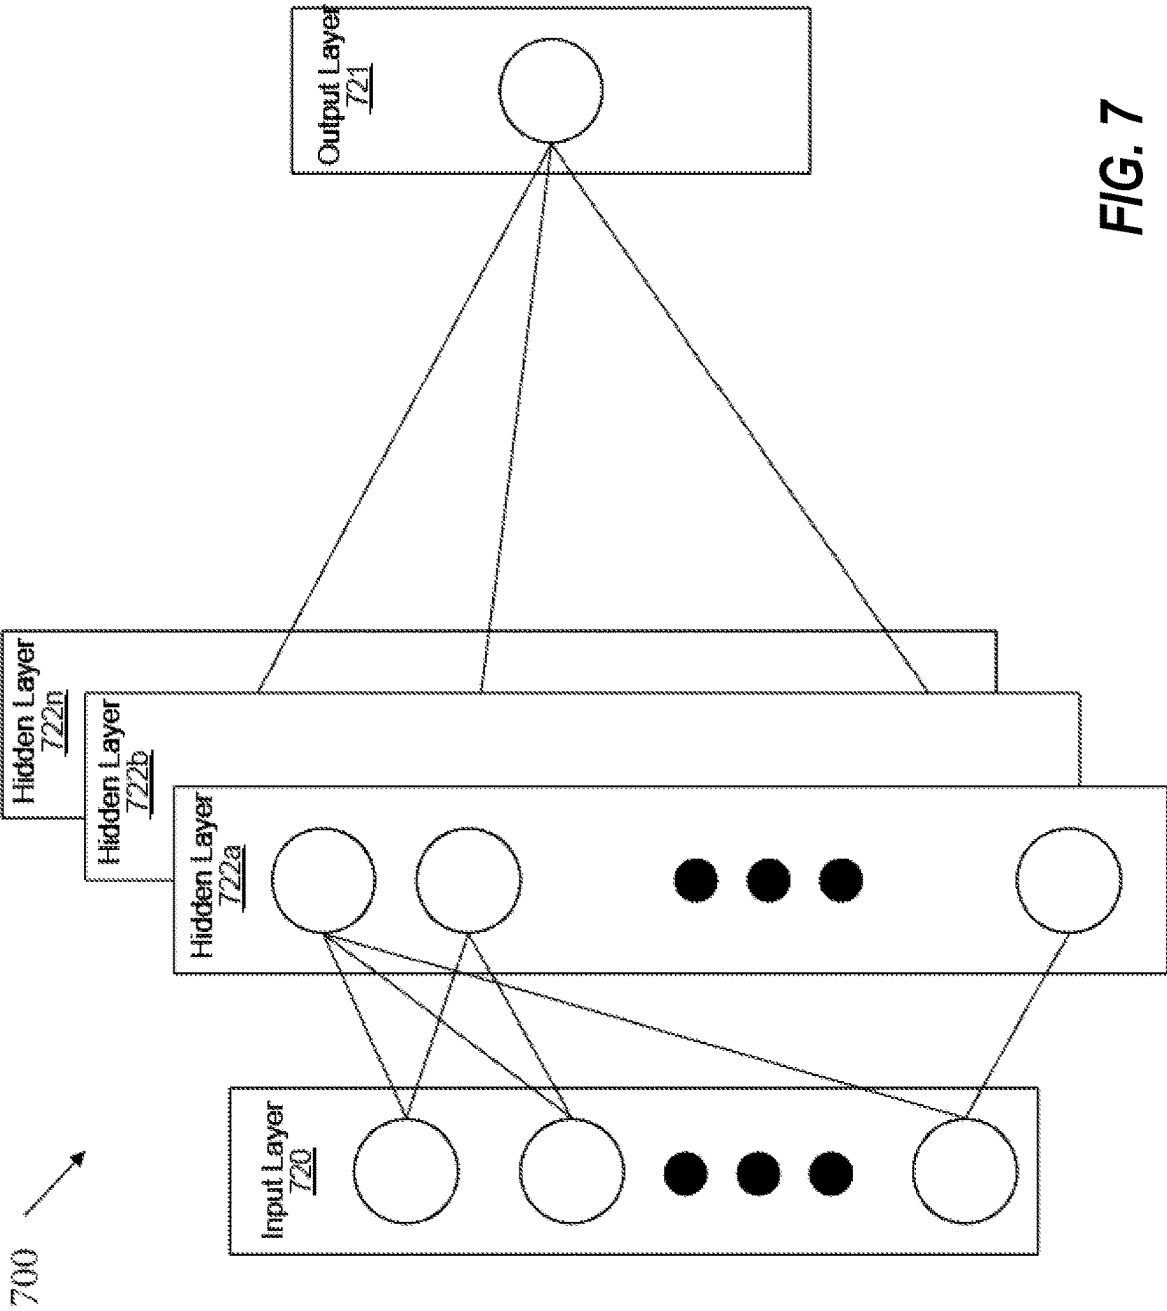 700
Input Layer
720
Hidden Layer
722a
Hidden Layer
722b
Hidden Layer
722n
Output Layer
721
FIG. 7